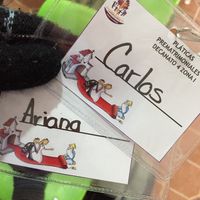 PLÁTICAS
PREMATRIMONIALES
DECANATO 4 ZONA 1
Carlos
Ariana